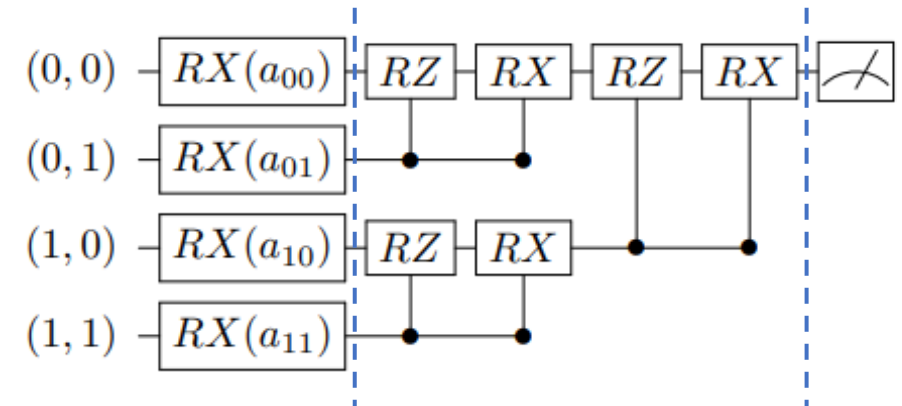 (0, 0) RX(a₀₀) RZ RX RZ RX
(0, 1) RX(a₀₁)
(1, 0) RX(a₁₀) RZ RX
(1, 1) RX(a₁₁)